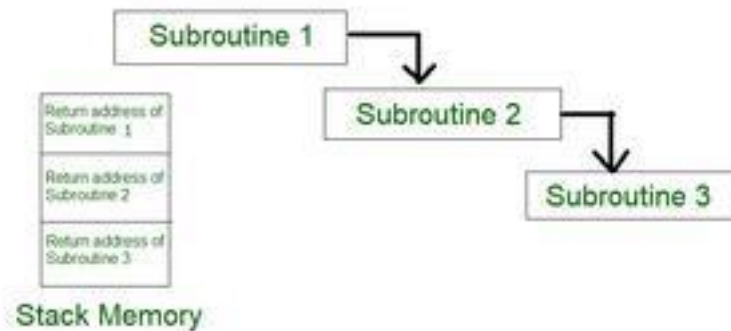 Subroutine 1
Subroutine 2
Subroutine 3
Return address of
Subroutine 1
Return address of
Subroutine 2
Return address of
Subroutine 3
Stack Memory